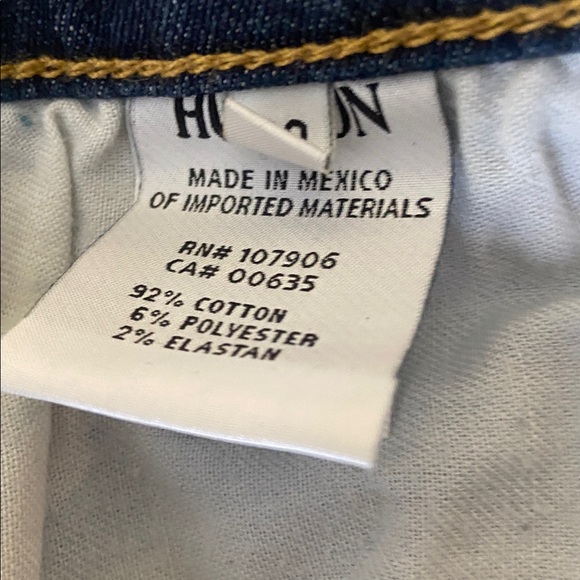 MADE IN MEXICO
OF IMPORTED MATERIALS
RN# 107906
CA# 00635
92% COTTON
6% POLYESTER
2% ELASTAN